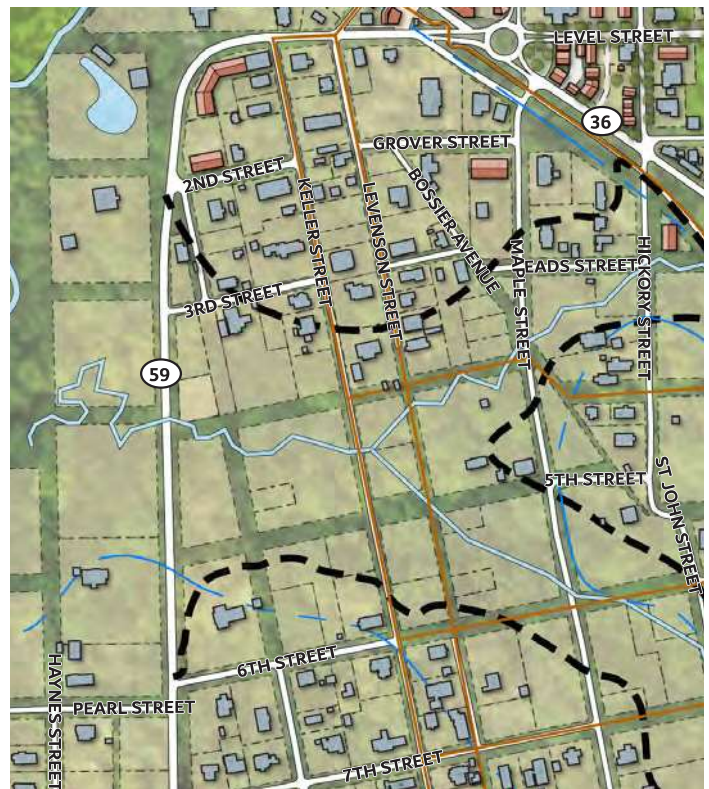 LEVEL STREET
36
GROVER STREET
2ND STREET
BOSSIER AVENUE
KELLER STREET
LEVENSON STREET
MAPLE STREET
EADS STREET
HICKORY STREET
3RD STREET
59
5TH STREET
ST JOHN STREET
6TH STREET
HAYNES STREET
PEARL STREET
7TH STREET